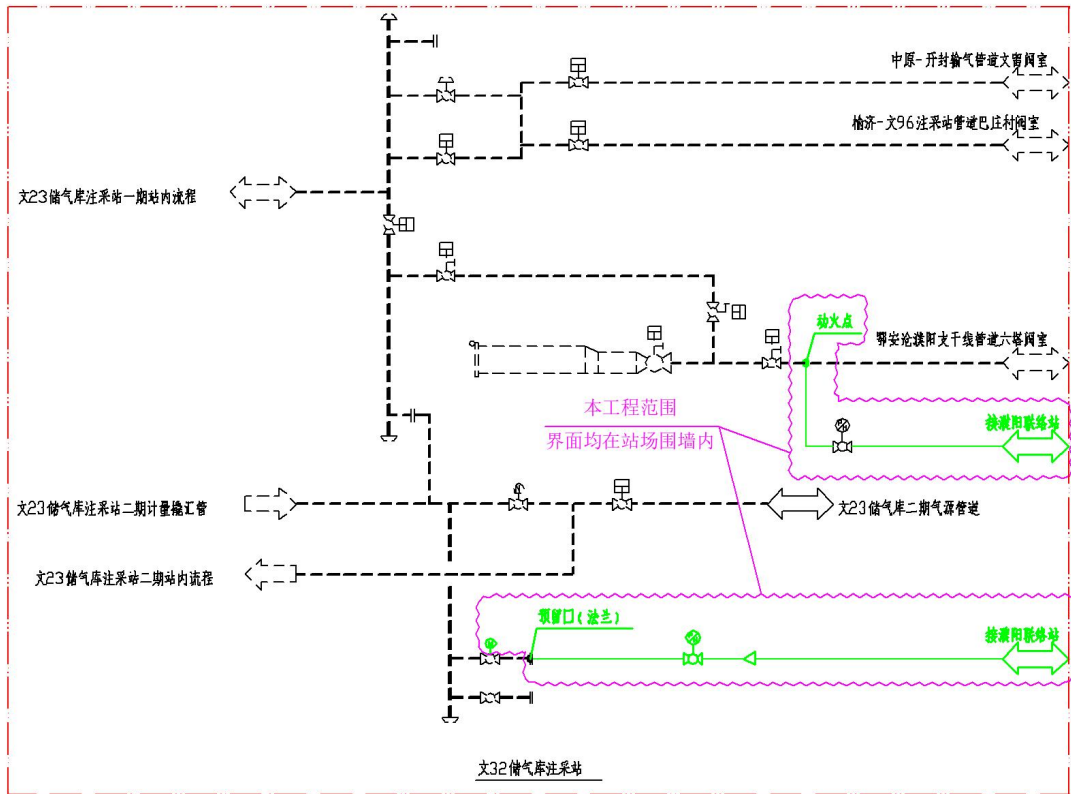 中原-开封输气管道文留阀室
榆济-文96注采站管道巴庄村阀室
文23储气库注采站一期站内流程
动火点
鄂安沧濮阳支干线管道六塔阀室
本工程范围
界面均在站场围墙内
接濮阳联络站
文23储气库注采站二期计量橇汇管
文23储气库二期气源管道
文23储气库注采站二期站内流程
预留口(法兰)
接濮阳联络站
文32储气库注采站